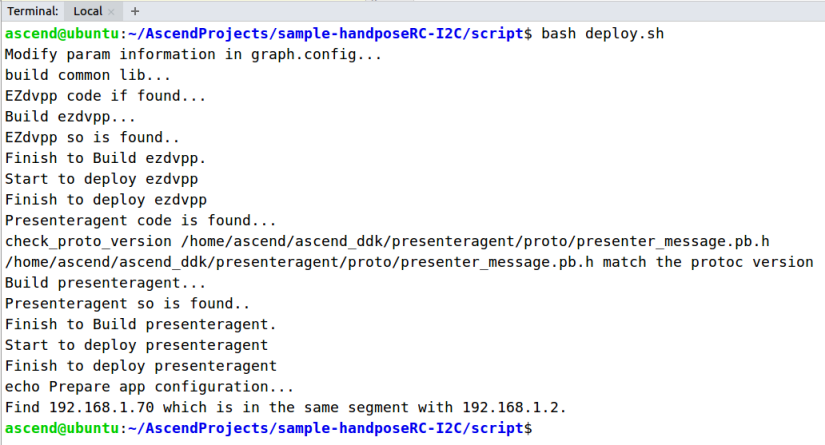 Terminal: Local × +
ascend@ubuntu:~/AscendProjects/sample-handposeRC-I2C/script$ bash deploy.sh
Modify param information in graph.config...
build common lib...
EZdvpp code if found...
Build ezdvpp...
EZdvpp so is found..
Finish to Build ezdvpp.
Start to deploy ezdvpp
Finish to deploy ezdvpp
Presenteragent code is found...
check_proto_version /home/ascend/ascend_ddk/presenteragent/proto/presenter_message.pb.h
/home/ascend/ascend_ddk/presenteragent/proto/presenter_message.pb.h match the protoc version
Build presenteragent...
Presenteragent so is found..
Finish to Build presenteragent.
Start to deploy presenteragent
Finish to deploy presenteragent
echo Prepare app configuration...
Find 192.168.1.70 which is in the same segment with 192.168.1.2.
ascend@ubuntu:~/AscendProjects/sample-handposeRC-I2C/script$